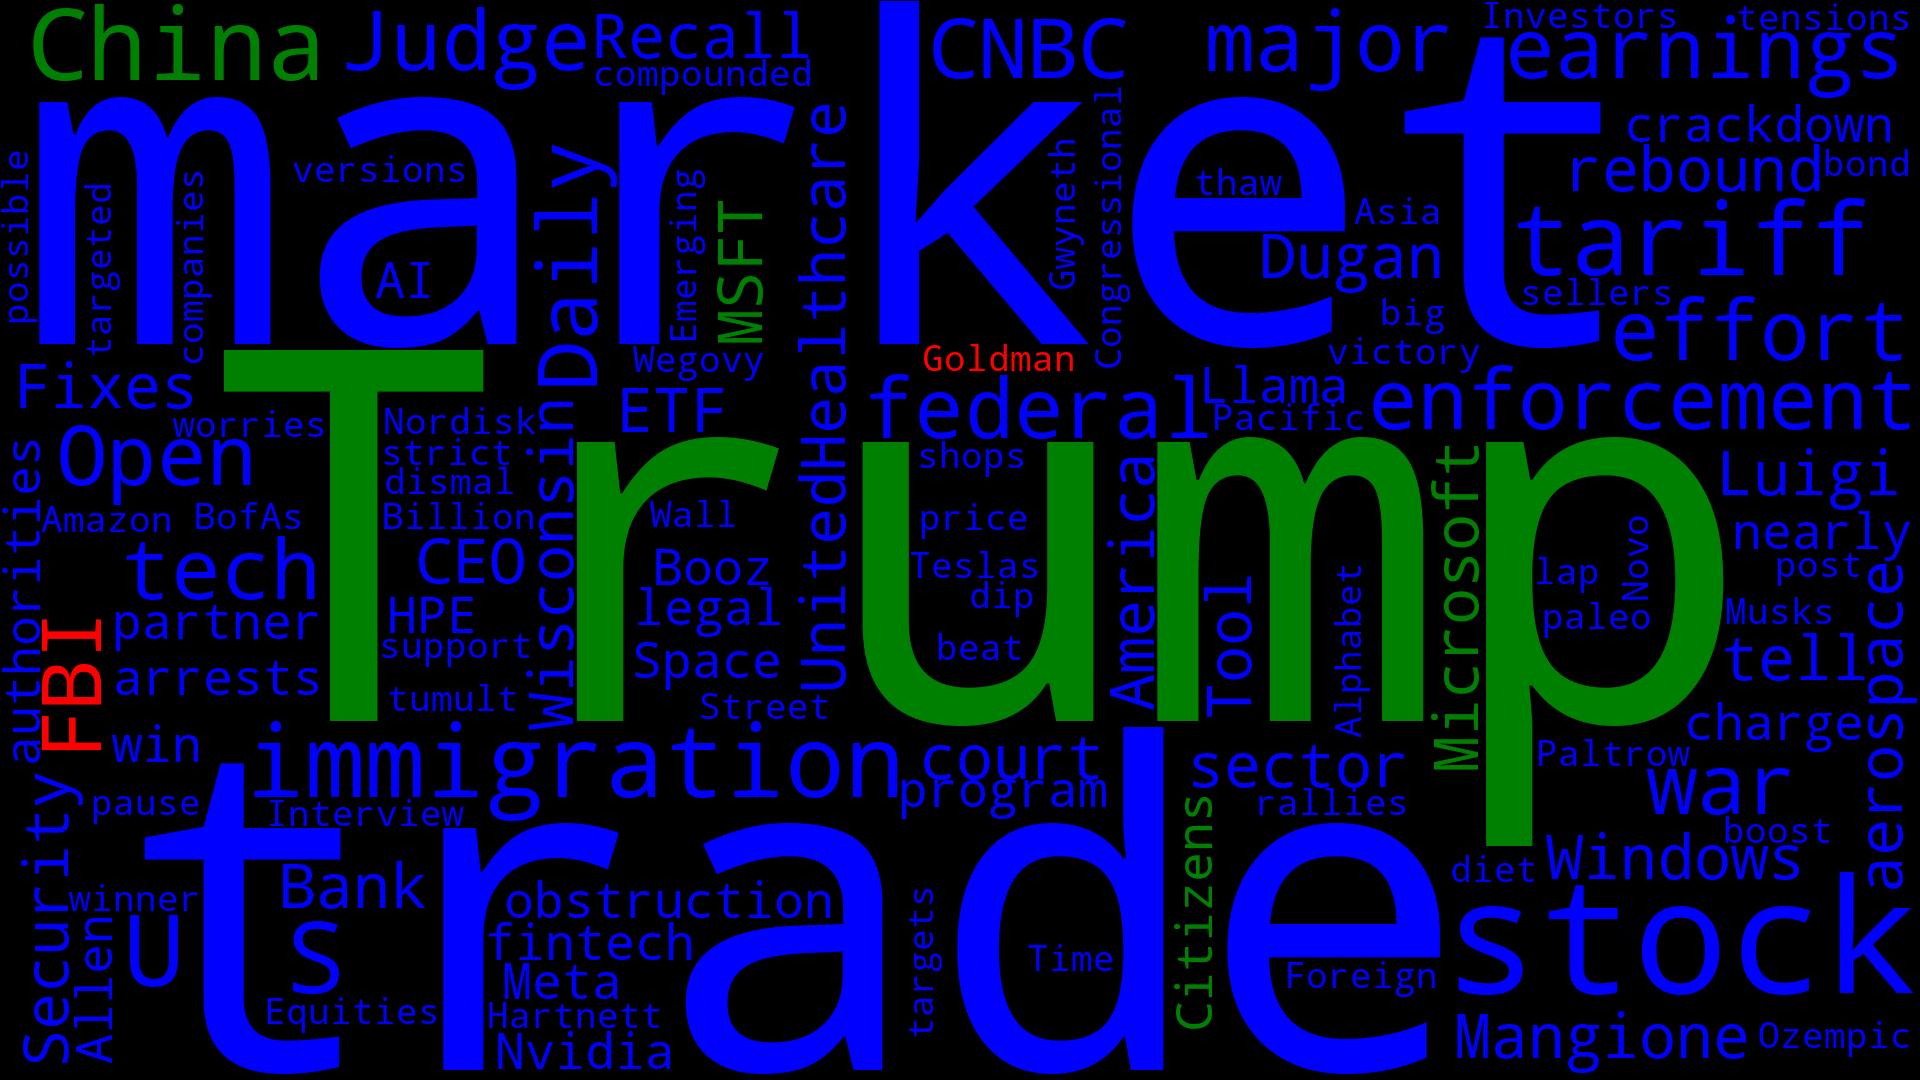 China
Judge
Recall
compounded
CNBC
major
Investors
tensions
earnings
market
possible
targeted
companies
versions
AI
Daily
Emerging
MSFT
UnitedHealthcare
Gwyneth
Congressional
thaw
Asia
Dugan
big
victory
crackdown
rebound
bond
tariff
sellers
effort
Fixes
worries
Open
Wegovy
Goldman
ETF
federal
Llama
Pacific
enforcement
Trump
Nordisk
strict
dismal
Billion
Wisconsin
Amazon
BofAs
authorities
tech
CEO
Wall
Booz
shops
price
Teslas
dip
beat
American
Tool
Alphabet
Microsoft
lap
Novo
paleo
Luigi
nearly
post
Musks
tell
aerospace
FBI
partner
arrests
HPE
support
tumult
legal
Space
Street
win
immigration
court
program
sector
rallies
Paltrow
charge
war
boost
Security
pause
Interview
trade
Citizens
diet
Windows
winner
Bank
U S
Allen
Equities
obstruction
fintech
Meta
Hartnett
Nvidia
targets
Time
Foreign
stock
Mangione
Ozempic